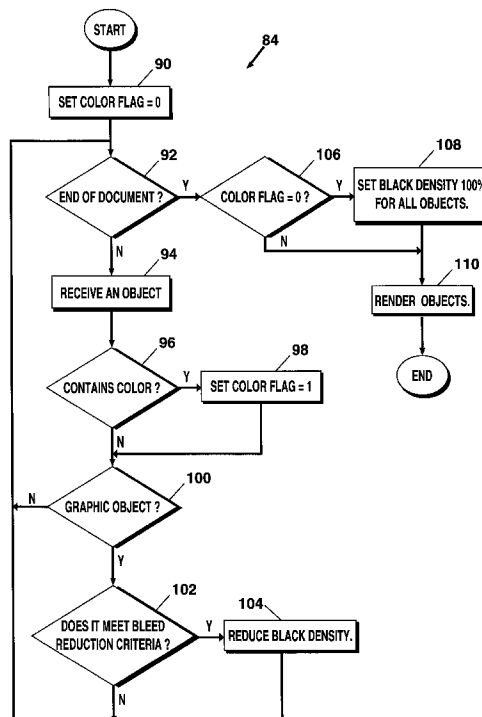 START
84
90
SET COLOR FLAG = 0
92
END OF DOCUMENT ?
Y
N
106
COLOR FLAG = 0 ?
Y
N
108
SET BLACK DENSITY 100%
FOR ALL OBJECTS.
94
RECEIVE AN OBJECT
110
RENDER OBJECTS.
END
96
CONTAINS COLOR ?
Y
N
98
SET COLOR FLAG = 1
100
GRAPHIC OBJECT ?
N
Y
102
DOES IT MEET BLEED
REDUCTION CRITERIA ?
Y
N
104
REDUCE BLACK DENSITY.